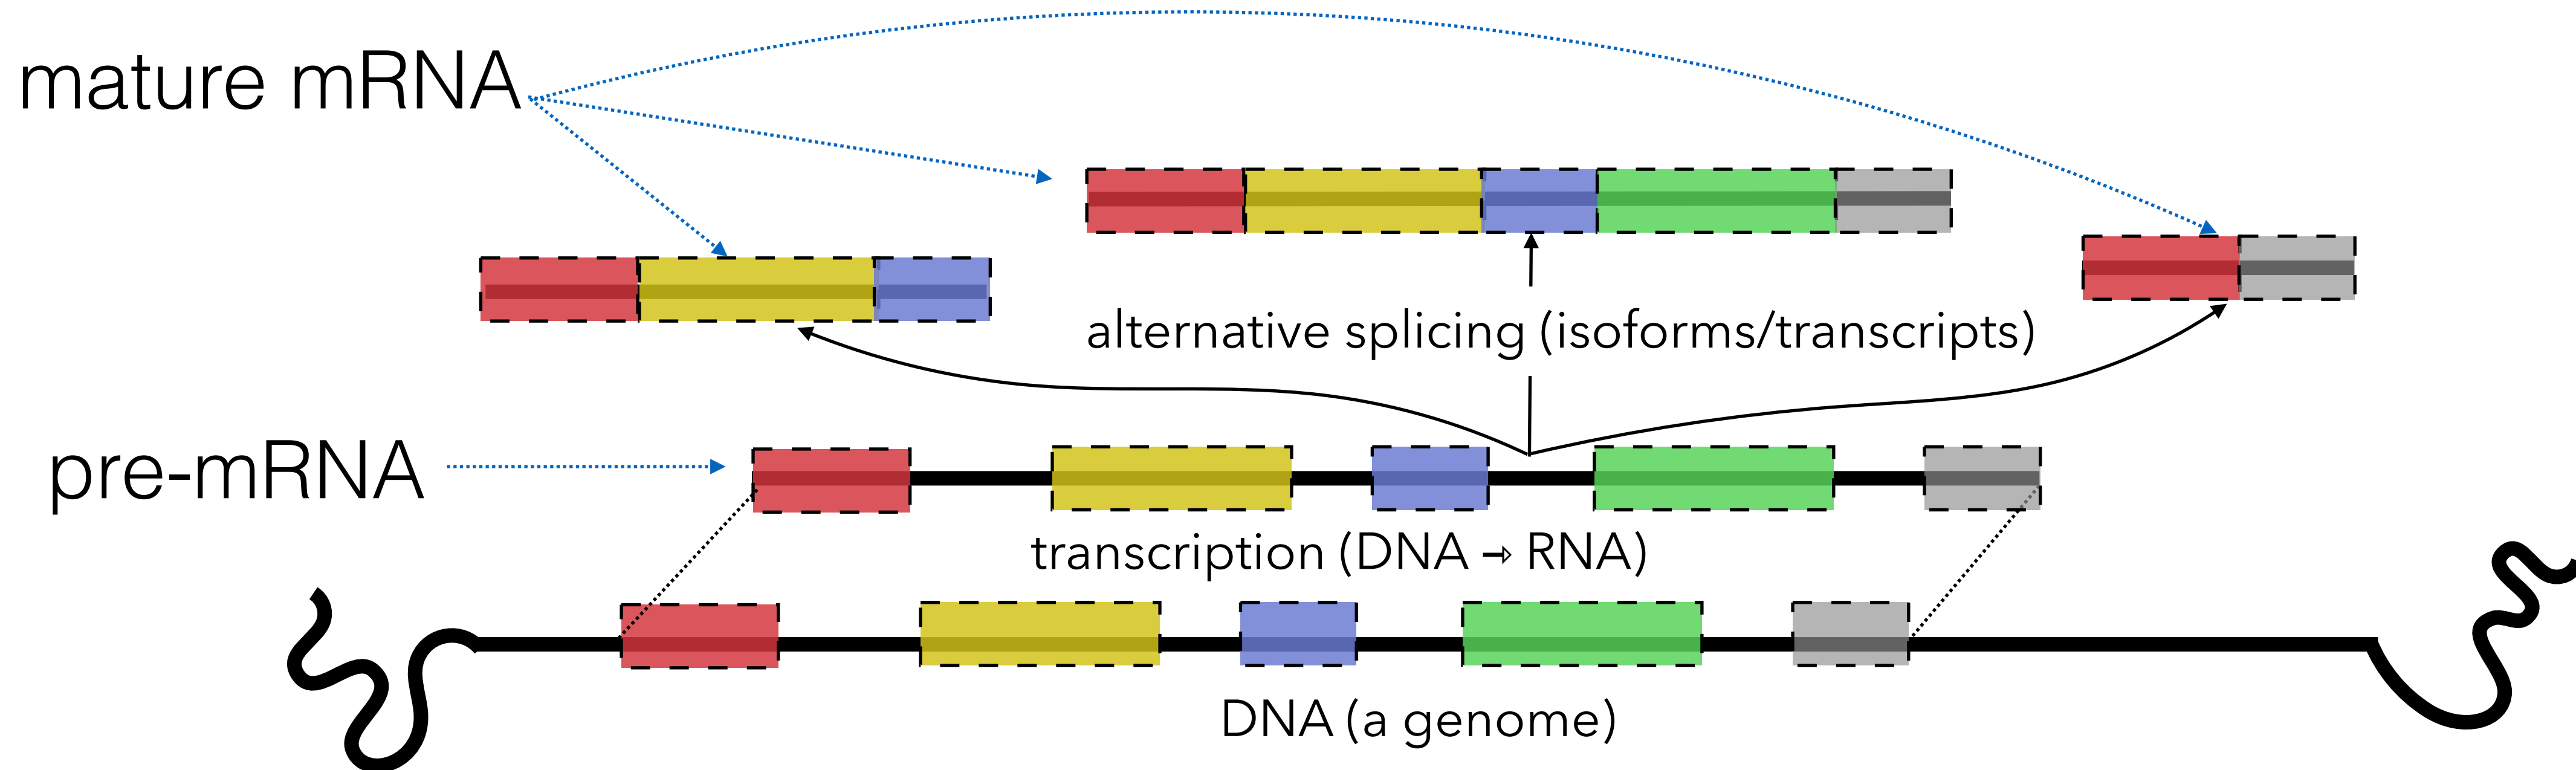 mature mRNA
alternative splicing (isoforms/transcripts)
pre-mRNA
transcription (DNA → RNA)
DNA (a genome)